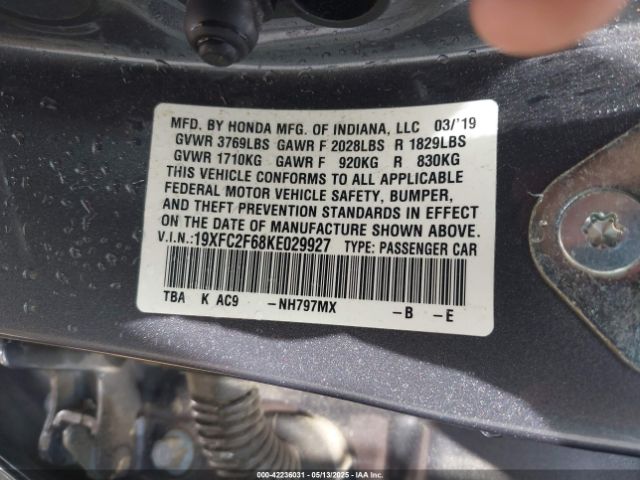 MFD. BY HONDA MFG. OF INDIANA, LLC 03/'19
GVWR 3769LBS GAWR F 2028LBS R 1829LBS
GVWR 1710KG GAWR F 920KG R 830KG
THIS VEHICLE CONFORMS TO ALL APPLICABLE
FEDERAL MOTOR VEHICLE SAFETY, BUMPER,
AND THEFT PREVENTION STANDARDS IN EFFECT
ON THE DATE OF MANUFACTURE SHOWN ABOVE.
V.I.N.:19XFC2F68KE029927 TYPE: PASSENGER CAR
TBA K AC9 -NH797MX -B -E
000-42236031 - 05/13/2025 - IAAI.com